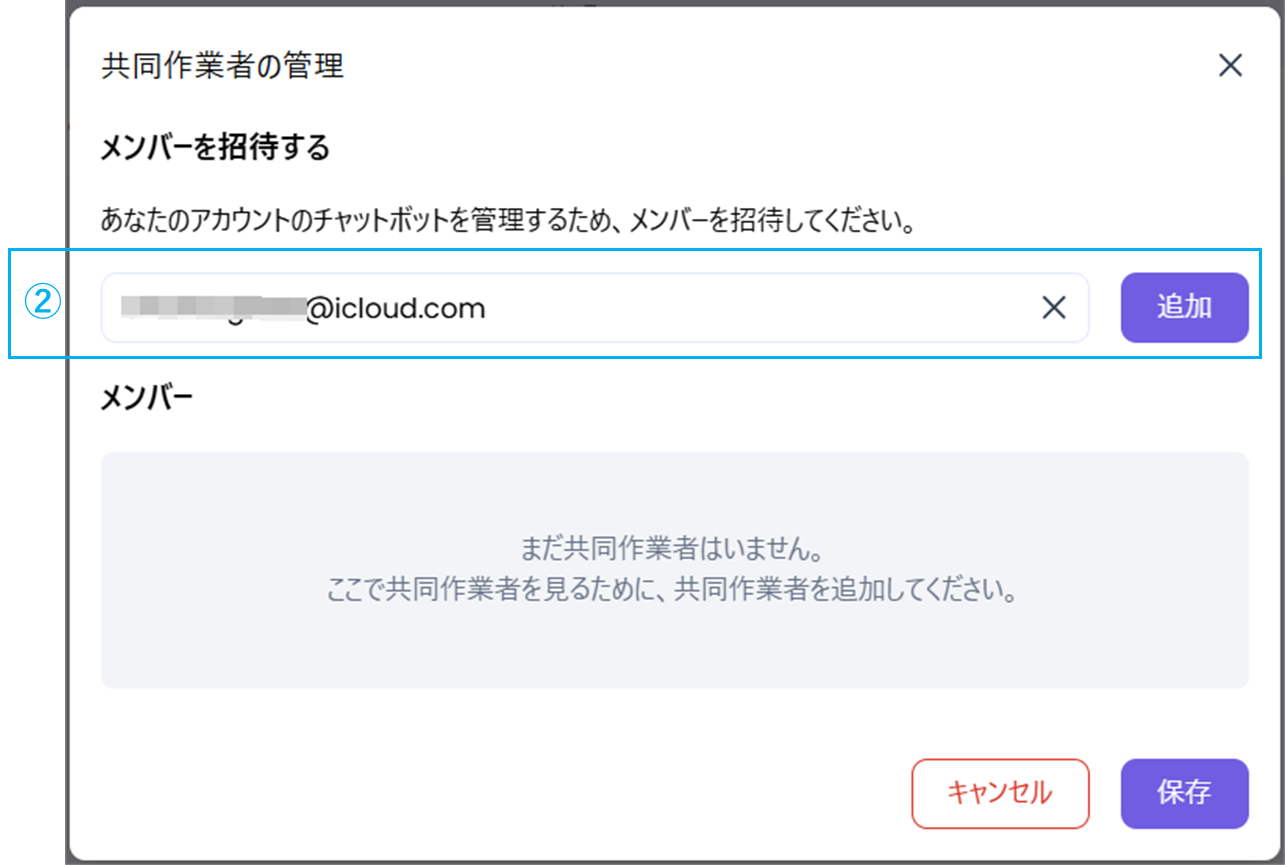 共同作業者の管理
メンバーを招待する
あなたのアカウントのチャットボットを管理するため、メンバーを招待してください。
②
@icloud.com
追加
メンバー
まだ共同作業者はいません。
ここで共同作業者を見るために、共同作業者を追加してください。
キャンセル
保存